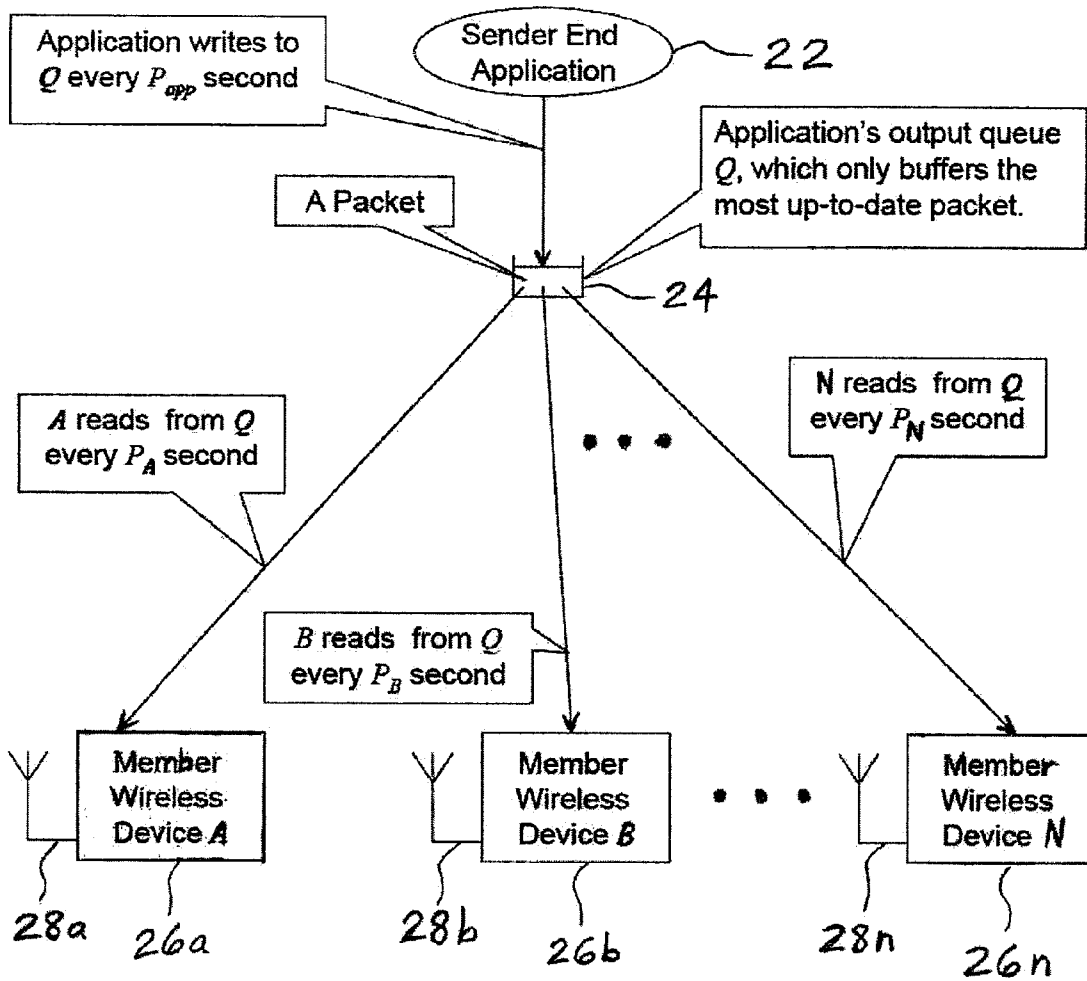 Application writes to
Q every P_app second
Sender End
Application
22
Application's output queue
Q, which only buffers the
most up-to-date packet.
A Packet
24
A reads from Q
every P_A second
N reads from Q
every P_N second
B reads from Q
every P_B second
Member
Wireless
Device A
Member
Wireless
Device B
Member
Wireless
Device N
28a
26a
28b
26b
28n
26n